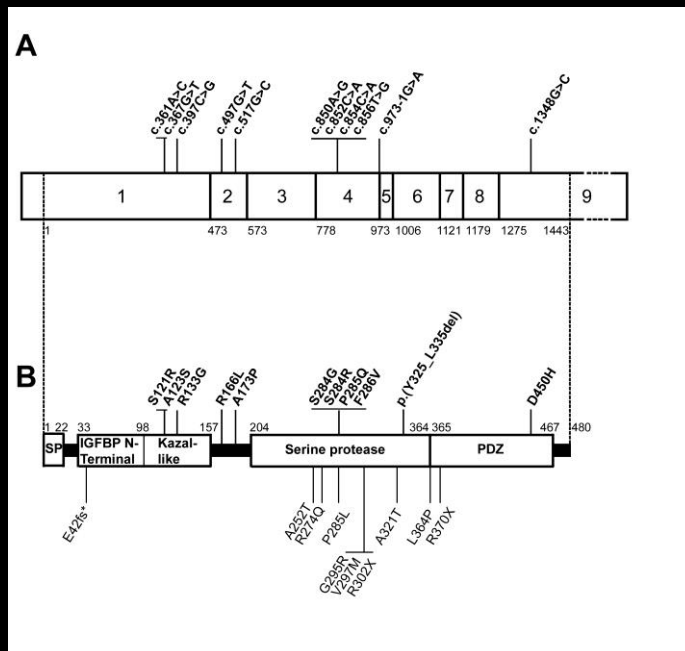 A
c.361A>C
c.367G>T
c.397C>G
c.497G>T
c.517G>C
c.850A>G
c.852C>A
c.854C>A
c.856T>G
c.973-1G>A
c.1348G>C
1 2 3 4 5 6 7 8 9
1 473 573 778 973 1006 1121 1179 1275 1443
B
S121R
A123S
R133G
R166L
A173P
S284G
S284R
P285Q
F286V
p.(Y325_L335del)
D450H
1 22 33 98 157 204 364 365 467 480
SP
IGFBP N-
Terminal
Kazal-
like
Serine protease
PDZ
E42fs*
A252T
R274Q
P285L
G295R
V297M
R302X
A321T
L364P
R370X